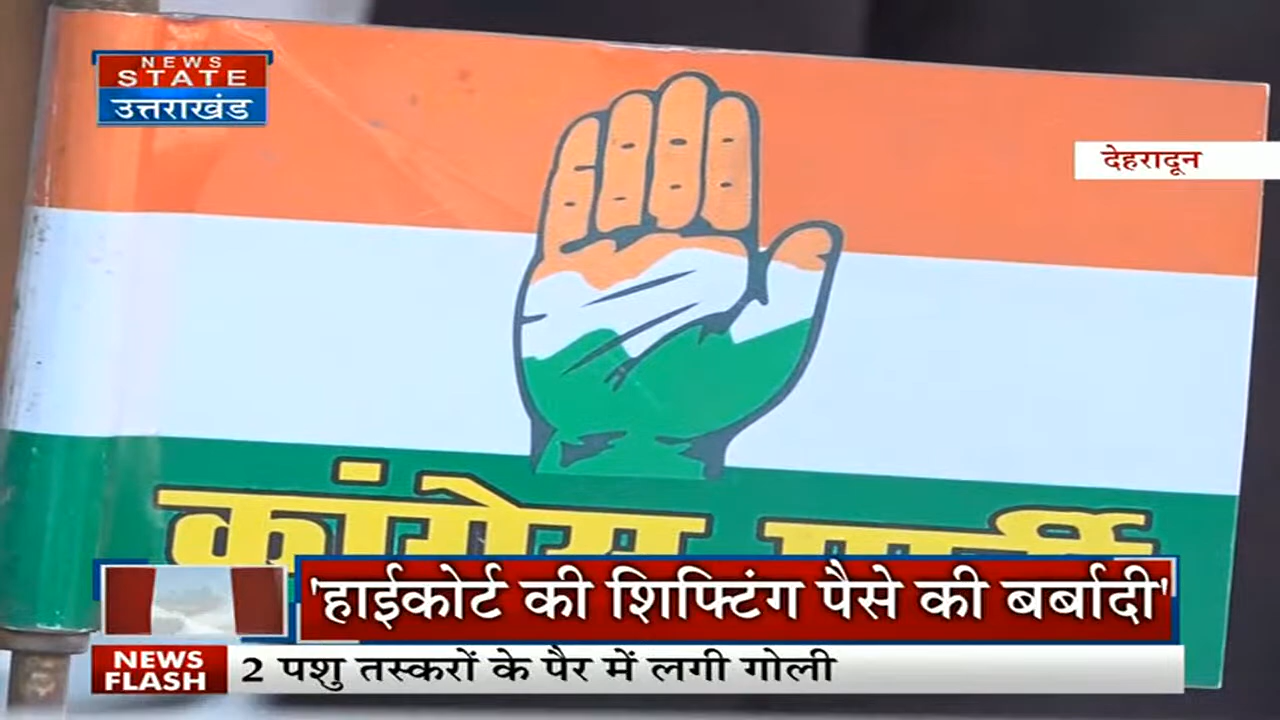 NEWS
STATE
उत्तराखंड
देहरादून
कांग्रेस पार्टी
'हाईकोर्ट की शिफ्टिंग पैसे की बर्बादी'
NEWS
FLASH
2 पशु तस्करों के पैर में लगी गोली